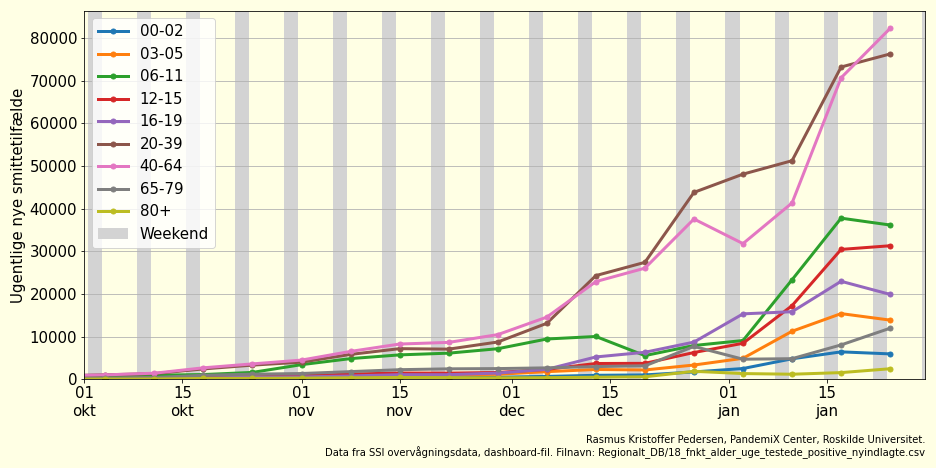 Ugentlige nye smittetilfælde
80000
70000
60000
50000
40000
30000
20000
10000
0
00-02
03-05
06-11
12-15
16-19
20-39
40-64
65-79
80+
Weekend
01 okt
15 okt
01 nov
15 nov
01 dec
15 dec
01 jan
15 jan
Rasmus Kristoffer Pedersen, PandemiX Center, Roskilde Universitet.
Data fra SSI overvågningsdata, dashboard-fil. Filnavn: Regionalt_DB/18_fnkt_alder_uge_testede_positive_nyindlagte.csv